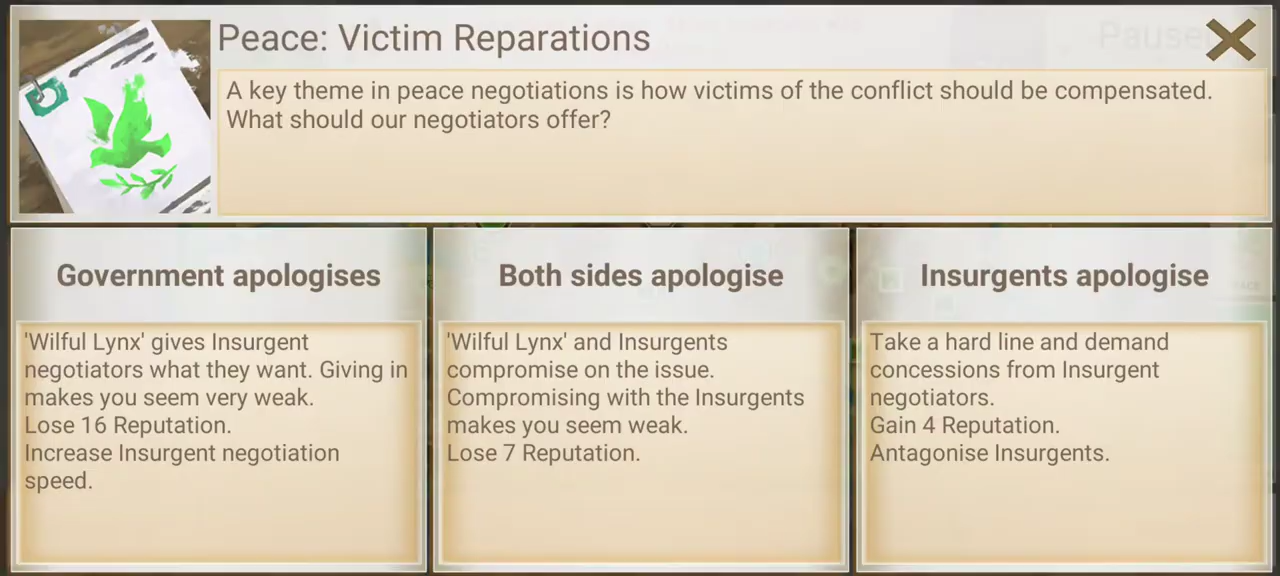 Peace: Victim Reparations
A key theme in peace negotiations is how victims of the conflict should be compensated.
What should our negotiators offer?
Government apologises
'Wilful Lynx' gives Insurgent
negotiators what they want. Giving in
makes you seem very weak.
Lose 16 Reputation.
Increase Insurgent negotiation
speed.
Both sides apologise
'Wilful Lynx' and Insurgents
compromise on the issue.
Compromising with the Insurgents
makes you seem weak.
Lose 7 Reputation.
Insurgents apologise
Take a hard line and demand
concessions from Insurgent
negotiators.
Gain 4 Reputation.
Antagonise Insurgents.